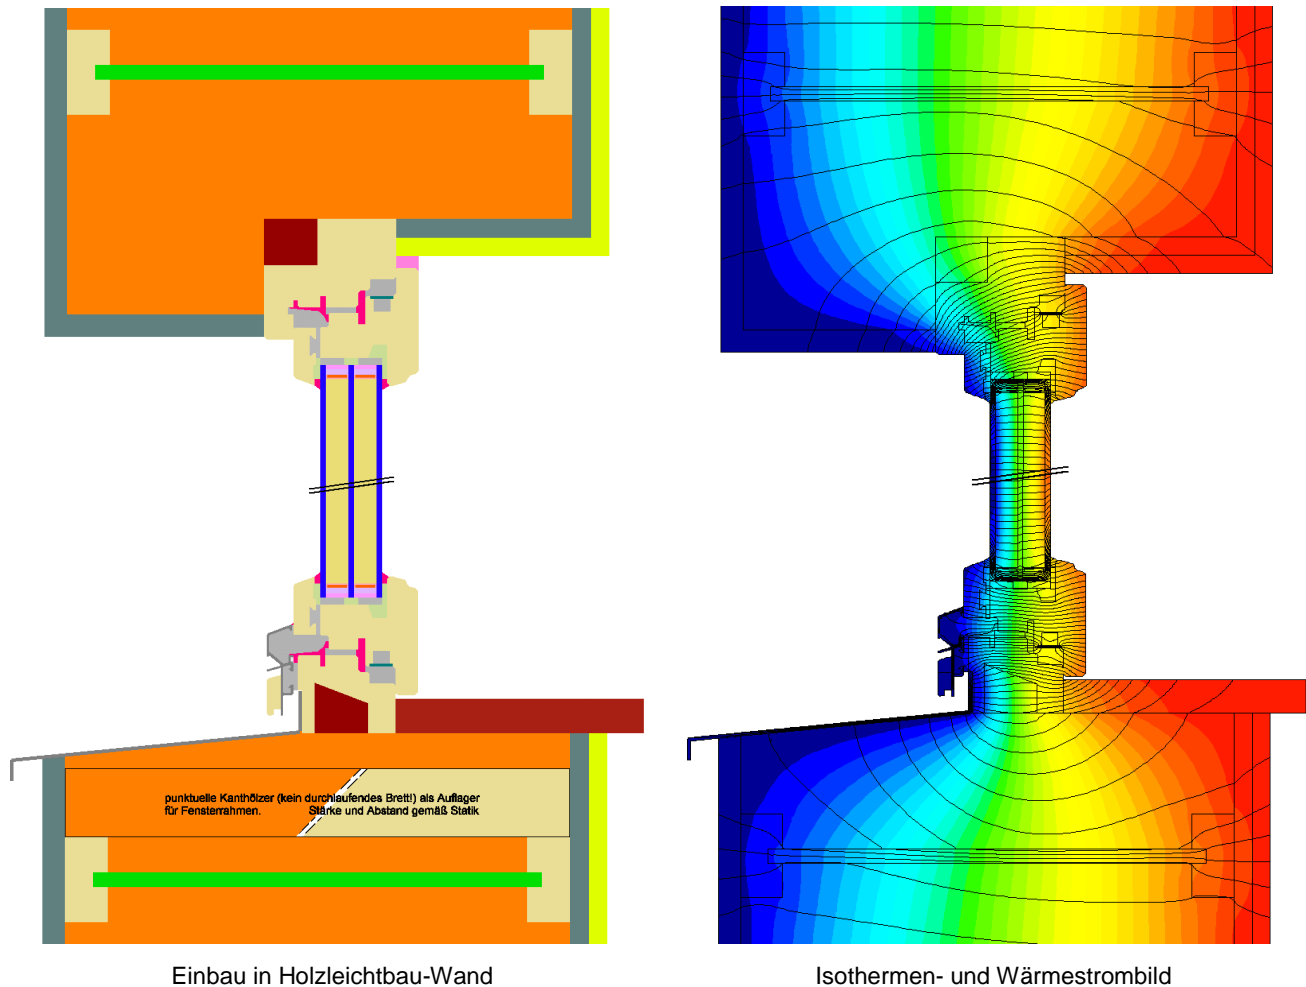 punktuelle Kanthölzer (kein durchlaufendes Brett!) als Auflager
für Fensterrahmen. Stärke und Abstand gemäß Statik
Einbau in Holzleichtbau-Wand
Isothermen- und Wärmestrombild